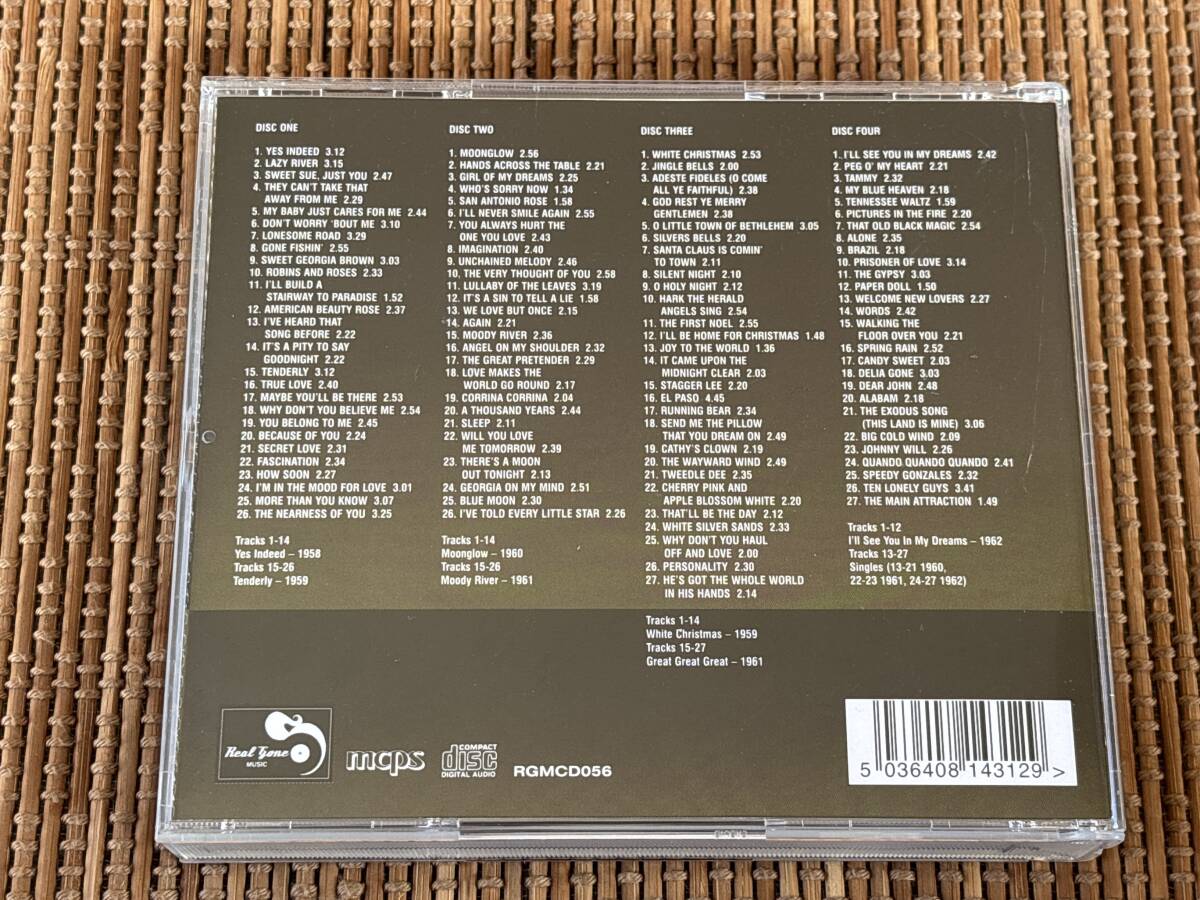 DISC ONE
1. YES INDEED 3.12
2. LAZY RIVER 3.15
3. SWEET SUE, JUST YOU 2.47
4. THEY CAN'T TAKE THAT
AWAY FROM ME 2.29
5. MY BABY JUST CARES FOR ME 2.44
6. DON'T WORRY 'BOUT ME 3.10
7. LONESOME ROAD 3.29
8. GONE FISHIN' 2.55
9. SWEET GEORGIA BROWN 3.03
10. ROBINS AND ROSES 2.33
11. I'LL BUILD A
STAIRWAY TO PARADISE 1.52
12. AMERICAN BEAUTY ROSE 2.37
13. I'VE HEARD THAT
SONG BEFORE 2.22
14. IT'S A PITY TO SAY
GOODNIGHT 2.22
15. TENDERLY 3.12
16. TRUE LOVE 2.40
17. MAYBE YOU'LL BE THERE 2.53
18. WHY DON'T YOU BELIEVE ME 2.54
19. YOU BELONG TO ME 2.45
20. BECAUSE OF YOU 2.24
21. SECRET LOVE 2.31
22. FASCINATION 2.34
23. HOW SOON 2.27
24. I'M IN THE MOOD FOR LOVE 3.01
25. MORE THAN YOU KNOW 3.07
26. THE NEARNESS OF YOU 3.25
Tracks 1-14
Yes Indeed – 1958
Tracks 15-26
Tenderly – 1959
DISC TWO
1. MOONGLOW 2.56
2. HANDS ACROSS THE TABLE 2.21
3. GIRL OF MY DREAMS 2.25
4. WHO'S SORRY NOW 1.34
5. SAN ANTONIO ROSE 1.58
6. I'LL NEVER SMILE AGAIN 2.55
7. YOU ALWAYS HURT THE
ONE YOU LOVE 2.43
8. IMAGINATION 2.40
9. UNCHAINED MELODY 2.46
10. THE VERY THOUGHT OF YOU 2.58
11. LULLABY OF THE LEAVES 3.19
12. IT'S A SIN TO TELL A LIE 1.58
13. WE LOVE BUT ONCE 2.15
14. AGAIN 2.21
15. MOODY RIVER 2.36
16. ANGEL ON MY SHOULDER 2.32
17. THE GREAT PRETENDER 2.29
18. LOVE MAKES THE
WORLD GO ROUND 2.17
19. CORRINA CORRINA 2.04
20. A THOUSAND YEARS 2.44
21. SLEEP 2.11
22. WILL YOU LOVE
ME TOMORROW 2.39
23. THERE'S A MOON
OUT TONIGHT 2.13
24. GEORGIA ON MY MIND 2.51
25. BLUE MOON 2.30
26. I'VE TOLD EVERY LITTLE STAR 2.26
Tracks 1-14
Moonglow – 1960
Tracks 15-26
Moody River – 1961
DISC THREE
1. WHITE CHRISTMAS 2.53
2. JINGLE BELLS 2.00
3. ADESTE FIDELES (O COME
ALL YE FAITHFUL) 2.38
4. GOD REST YE MERRY
GENTLEMEN 2.38
5. O LITTLE TOWN OF BETHLEHEM 3.05
6. SILVERS BELLS 2.20
7. SANTA CLAUS IS COMIN'
TO TOWN 2.11
8. SILENT NIGHT 2.10
9. O HOLY NIGHT 2.12
10. HARK THE HERALD
ANGELS SING 2.54
11. THE FIRST NOEL 2.55
12. I'LL BE HOME FOR CHRISTMAS 1.48
13. JOY TO THE WORLD 1.36
14. IT CAME UPON THE
MIDNIGHT CLEAR 2.03
15. STAGGER LEE 2.20
16. EL PASO 4.45
17. RUNNING BEAR 2.34
18. SEND ME THE PILLOW
THAT YOU DREAM ON 2.49
19. CATHY'S CLOWN 2.19
20. THE WAYWARD WIND 2.49
21. TWEEDLE DEE 2.35
22. CHERRY PINK AND
APPLE BLOSSOM WHITE 2.20
23. THAT'LL BE THE DAY 2.12
24. WHITE SILVER SANDS 2.33
25. WHY DON'T YOU HAUL
OFF AND LOVE 2.00
26. PERSONALITY 2.30
27. HE'S GOT THE WHOLE WORLD
IN HIS HANDS 2.14
Tracks 1-14
White Christmas – 1959
Tracks 15-27
Great Great Great – 1961
DISC FOUR
1. I'LL SEE YOU IN MY DREAMS 2.42
2. PEG O' MY HEART 2.21
3. TAMMY 2.32
4. MY BLUE HEAVEN 2.18
5. TENNESSEE WALTZ 1.59
6. PICTURES IN THE FIRE 2.20
7. THAT OLD BLACK MAGIC 2.54
8. ALONE 2.35
9. BRAZIL 2.18
10. PRISONER OF LOVE 3.14
11. THE GYPSY 3.03
12. PAPER DOLL 1.50
13. WELCOME NEW LOVERS 2.27
14. WORDS 2.42
15. WALKING THE
FLOOR OVER YOU 2.21
16. SPRING RAIN 2.52
17. CANDY SWEET 2.03
18. DELIA GONE 3.03
19. DEAR JOHN 2.48
20. ALABAM 2.18
21. THE EXODUS SONG
(THIS LAND IS MINE) 3.06
22. BIG COLD WIND 2.09
23. JOHNNY WILL 2.26
24. QUANDO QUANDO QUANDO 2.41
25. SPEEDY GONZALES 2.32
26. TEN LONELY GUYS 3.41
27. THE MAIN ATTRACTION 1.49
Tracks 1-12
I'll See You In My Dreams – 1962
Tracks 13-27
Singles (13-21 1960,
22-23 1961, 24-27 1962)
Real Gone
MUSIC
mcps
COMPACT
disc
DIGITAL AUDIO
RGMCD056
5 036408 143129 >